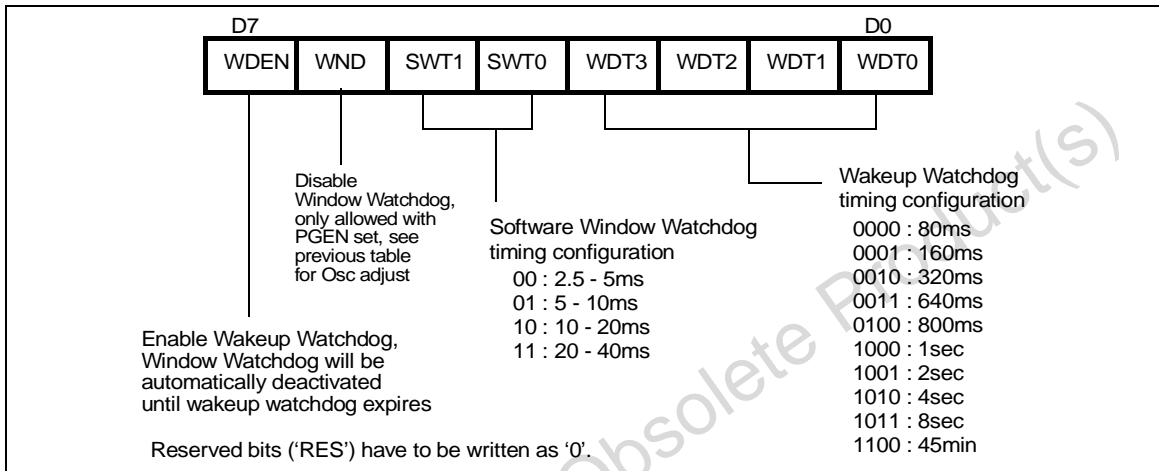 D7 D0
WDEN WND SWT1 SWT0 WDT3 WDT2 WDT1 WDT0
Disable
Window Watchdog,
only allowed with
PGEN set, see
previous table
for Osc adjust
Software Window Watchdog
timing configuration
00 : 2.5 - 5ms
01 : 5 - 10ms
10 : 10 - 20ms
11 : 20 - 40ms
Wakeup Watchdog
timing configuration
0000 : 80ms
0001 : 160ms
0010 : 320ms
0011 : 640ms
0100 : 800ms
1000 : 1sec
1001 : 2sec
1010 : 4sec
1011 : 8sec
1100 : 45min
Enable Wakeup Watchdog,
Window Watchdog will be
automatically deactivated
until wakeup watchdog expires
Reserved bits (‘RES’) have to be written as ‘0’.
Obsolete Product(s)